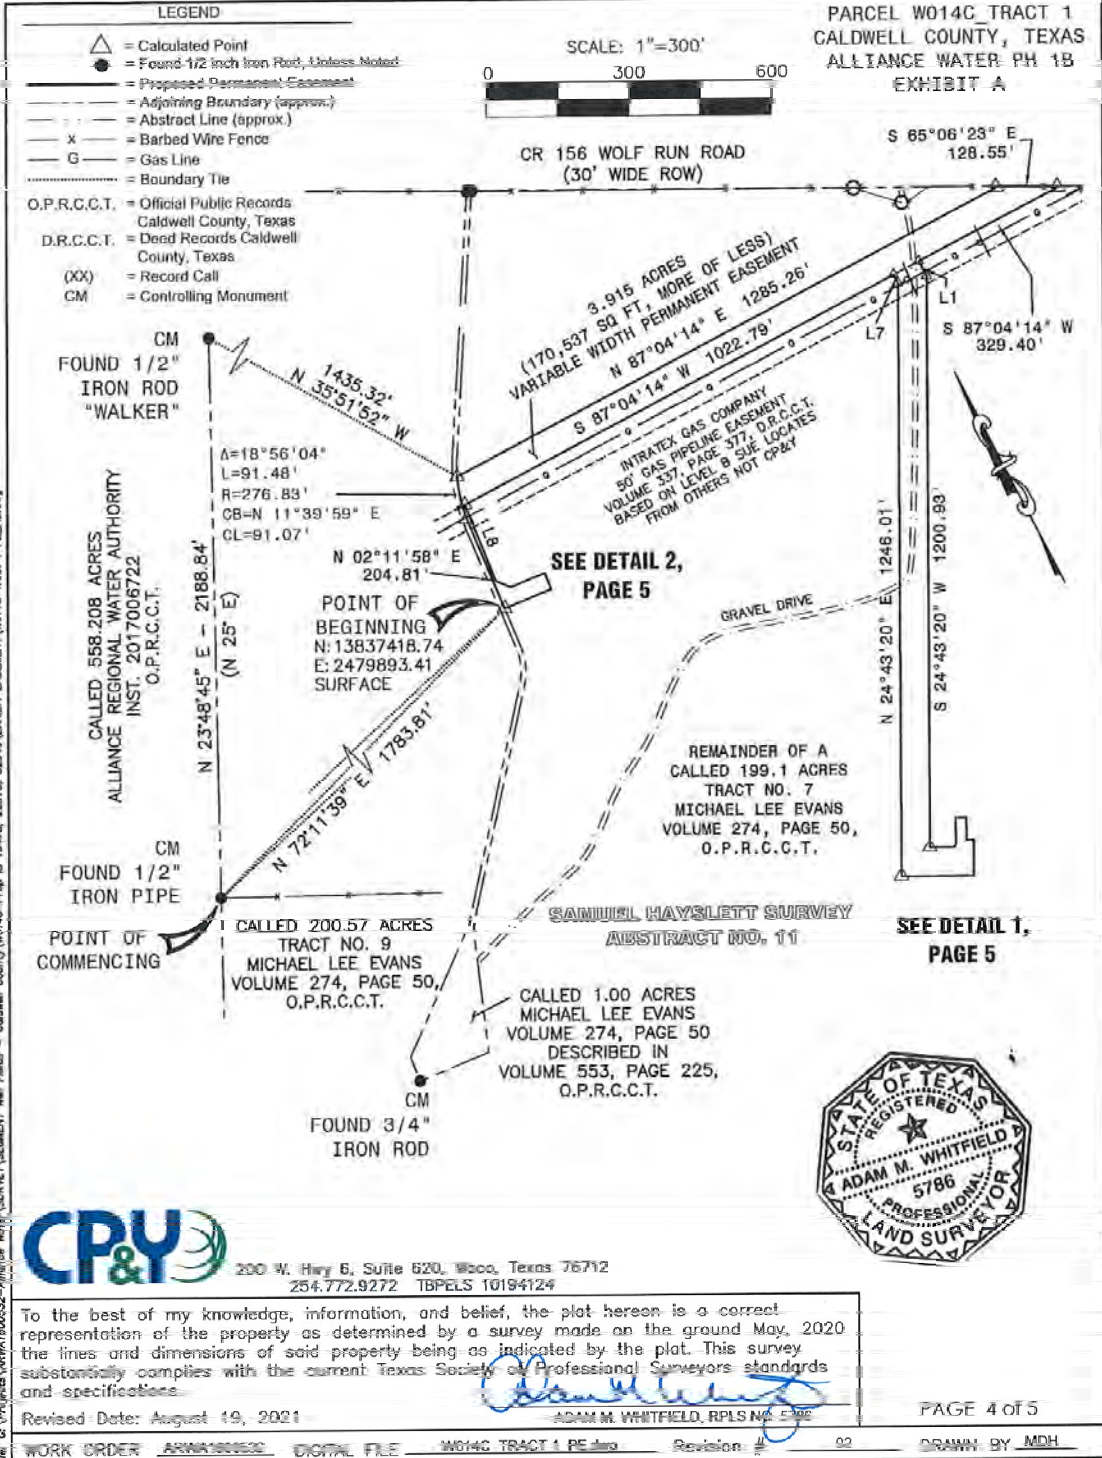 LEGEND
= Calculated Point
= Found 1/2 inch Iron Rod, Unless Noted
= Proposed Permanent Easement
= Adjoining Boundary (approx.)
= Abstract Line (approx.)
X = Barbed Wire Fence
G = Gas Line
= Boundary Tie
O.P.R.C.C.T. = Official Public Records
Caldwell County, Texas
D.R.C.C.T. = Deed Records Caldwell
County, Texas
(XX) = Record Call
CM = Controlling Monument
SCALE: 1"=300'
0 300 600
PARCEL W014C_TRACT 1
CALDWELL COUNTY, TEXAS
ALLIANCE WATER PH 1B
EXHIBIT A
S 65°06'23" E
128.55'
CR 156 WOLF RUN ROAD
(30' WIDE ROW)
3.915 ACRES
(170,537 SQ FT, MORE OF LESS)
VARIABLE WIDTH PERMANENT EASEMENT
N 87°04'14" E 1285.26'
S 87°04'14" W 1022.79'
INTRATEX GAS COMPANY
50' GAS PIPELINE EASEMENT
VOLUME 337, PAGE 377, D.R.C.C.T.
BASED ON LEVEL B SUE LOCATES
FROM OTHERS NOT CP&Y
L1
L7
S 87°04'14" W
329.40'
CM
FOUND 1/2"
IRON ROD
"WALKER"
1435.32'
N 35°51'52" W
Δ=18°56'04"
L=91.48'
R=276.83'
CB=N 11°39'59" E
CL=91.07'
L8
N 02°11'58" E
204.81'
SEE DETAIL 2,
PAGE 5
POINT OF
BEGINNING
N:13837418.74
E:2479893.41
SURFACE
CALLED 558.208 ACRES
ALLIANCE REGIONAL WATER AUTHORITY
INST. 2017006722
O.P.R.C.C.T.
N 23°48'45" E - 2188.84'
(N 25° E)
N 72°11'39" E 1783.81'
GRAVEL DRIVE
N 24°43'20" E 1246.01'
S 24°43'20" W 1200.93'
REMAINDER OF A
CALLED 199.1 ACRES
TRACT NO. 7
MICHAEL LEE EVANS
VOLUME 274, PAGE 50,
O.P.R.C.C.T.
CM
FOUND 1/2"
IRON PIPE
POINT OF
COMMENCING
CALLED 200.57 ACRES
TRACT NO. 9
MICHAEL LEE EVANS
VOLUME 274, PAGE 50,
O.P.R.C.C.T.
SAMUEL HAYSLETT SURVEY
ABSTRACT NO. 11
SEE DETAIL 1,
PAGE 5
CALLED 1.00 ACRES
MICHAEL LEE EVANS
VOLUME 274, PAGE 50
DESCRIBED IN
VOLUME 553, PAGE 225,
O.P.R.C.C.T.
CM
FOUND 3/4"
IRON ROD
STATE OF TEXAS
REGISTERED
ADAM M. WHITFIELD
5786
PROFESSIONAL
LAND SURVEYOR
CP&Y
200 W. Hwy 6, Suite 620, Waco, Texas 76712
254.772.9272 TBPELS 10194124
To the best of my knowledge, information, and belief, the plat hereon is a correct
representation of the property as determined by a survey made on the ground May, 2020
the lines and dimensions of said property being as indicated by the plat. This survey
substantially complies with the current Texas Society of Professional Surveyors standards
and specifications
Revised Date: August 19, 2021
ADAM M. WHITFIELD, RPLS NO. 5786
PAGE 4 of 5
WORK ORDER DIGITAL FILE W014C TRACT 1 PE.dwg Revision # 02 DRAWN BY MDH